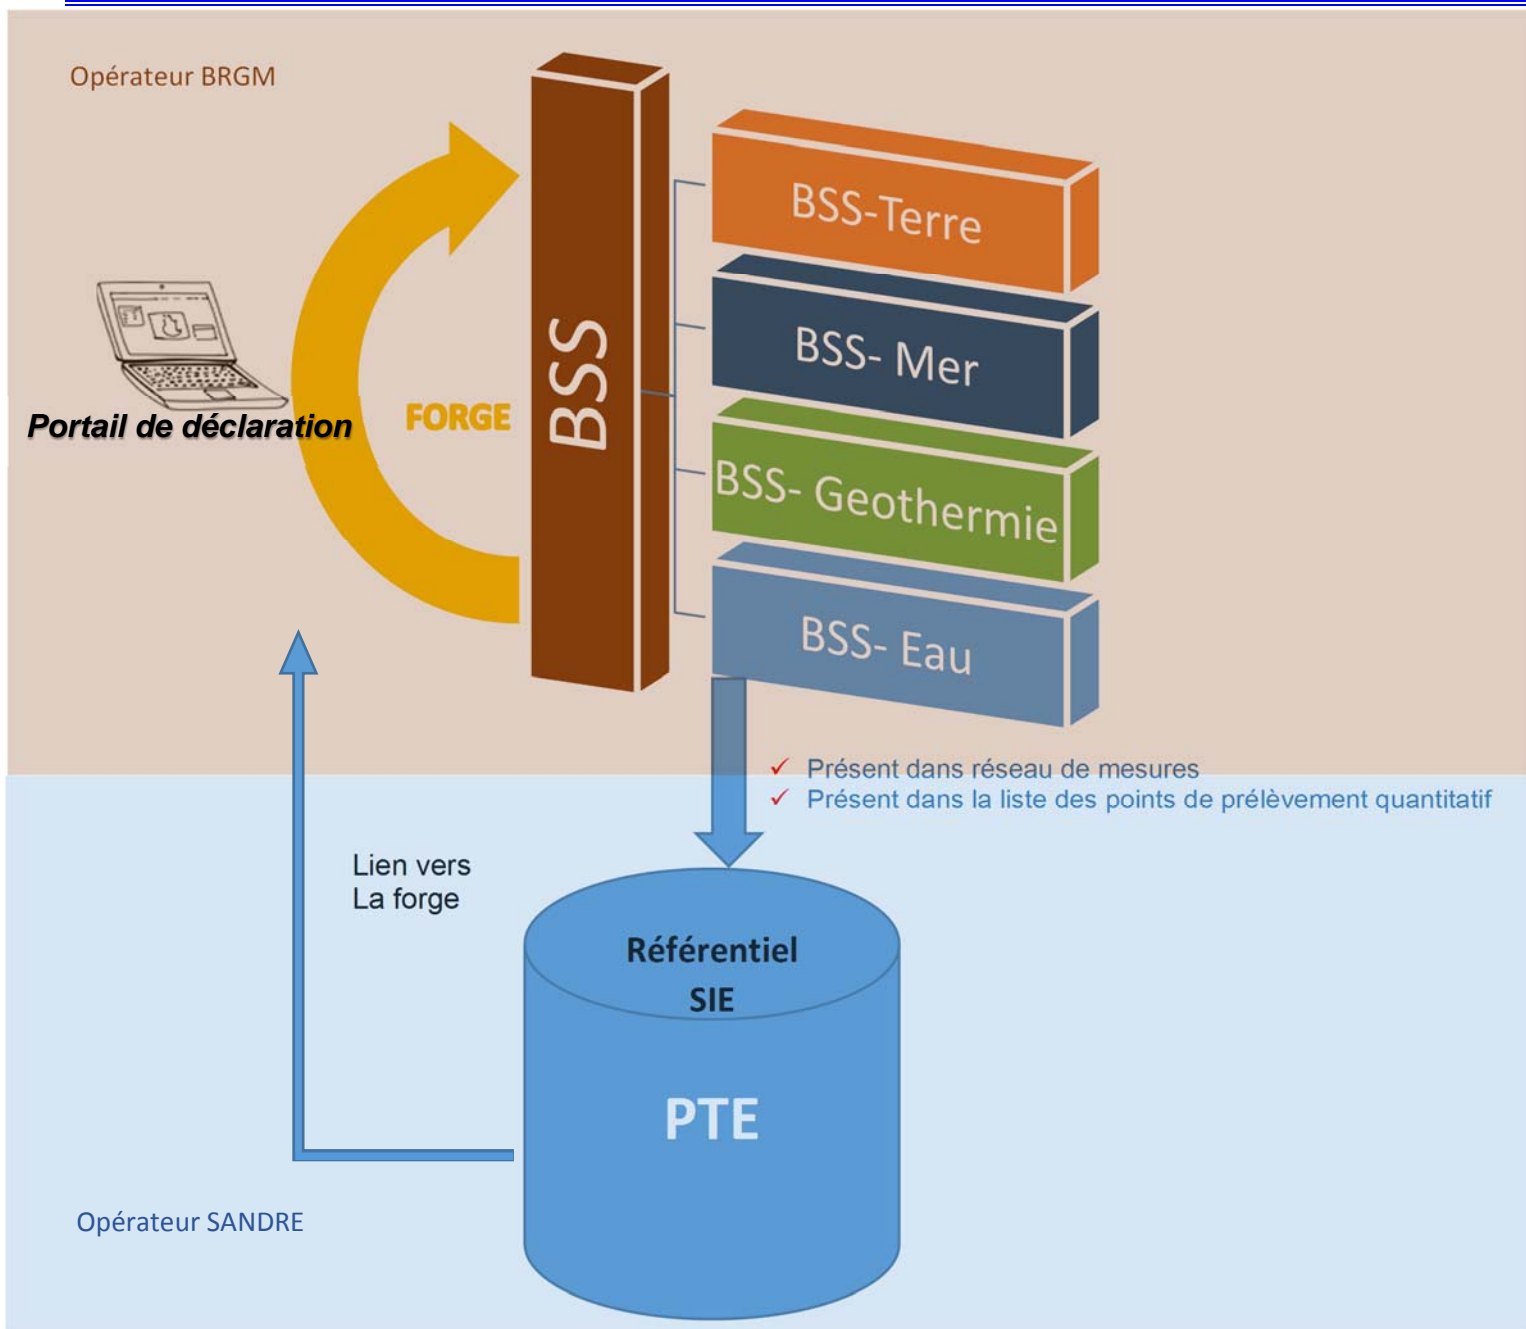 Opérateur BRGM
BSS
BSS-Terre
BSS- Mer
BSS- Geothermie
BSS- Eau
FORGE
Portail de déclaration
✓ Présent dans réseau de mesures
✓ Présent dans la liste des points de prélèvement quantitatif
Lien vers
La forge
Référentiel
SIE
PTE
Opérateur SANDRE